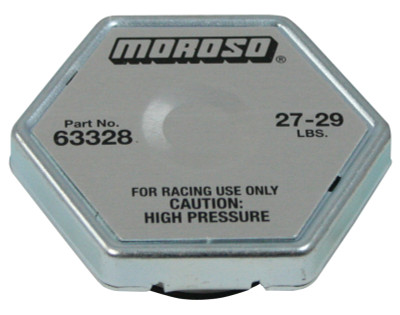 MOROSO®
Part No.
63328
27-29
LBS.
FOR RACING USE ONLY
CAUTION:
HIGH PRESSURE